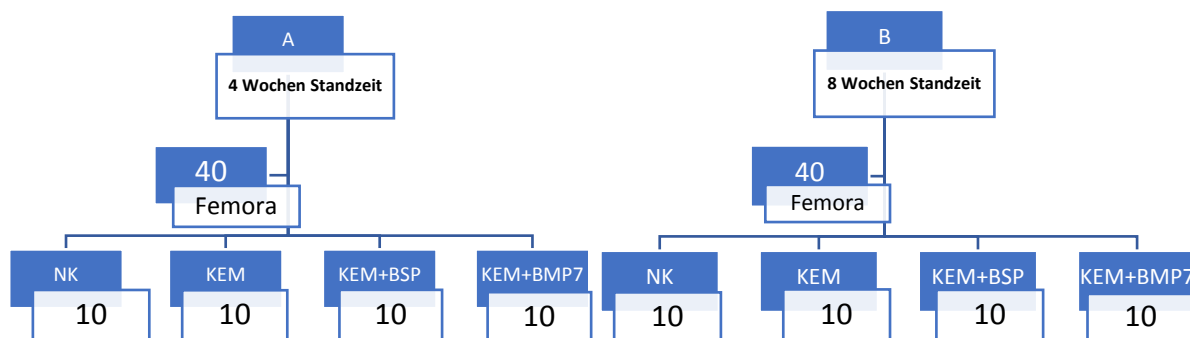 A
4 Wochen Standzeit
40
Femora
NK
10
KEM
10
KEM+BSP
10
KEM+BMP7
10
B
8 Wochen Standzeit
40
Femora
NK
10
KEM
10
KEM+BSP
10
KEM+BMP7
10